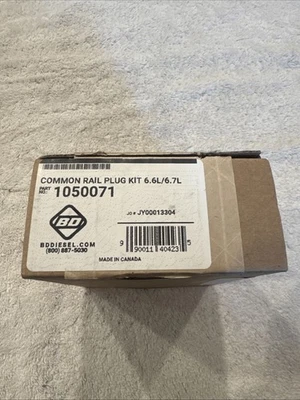 COMMON RAIL PLUG KIT 6.6L/6.7L
PART NO.: 1050071
JC# JY00013304
BD
BDDIESEL.COM
(800) 887-5030
9 90011 40423 5
MADE IN CANADA